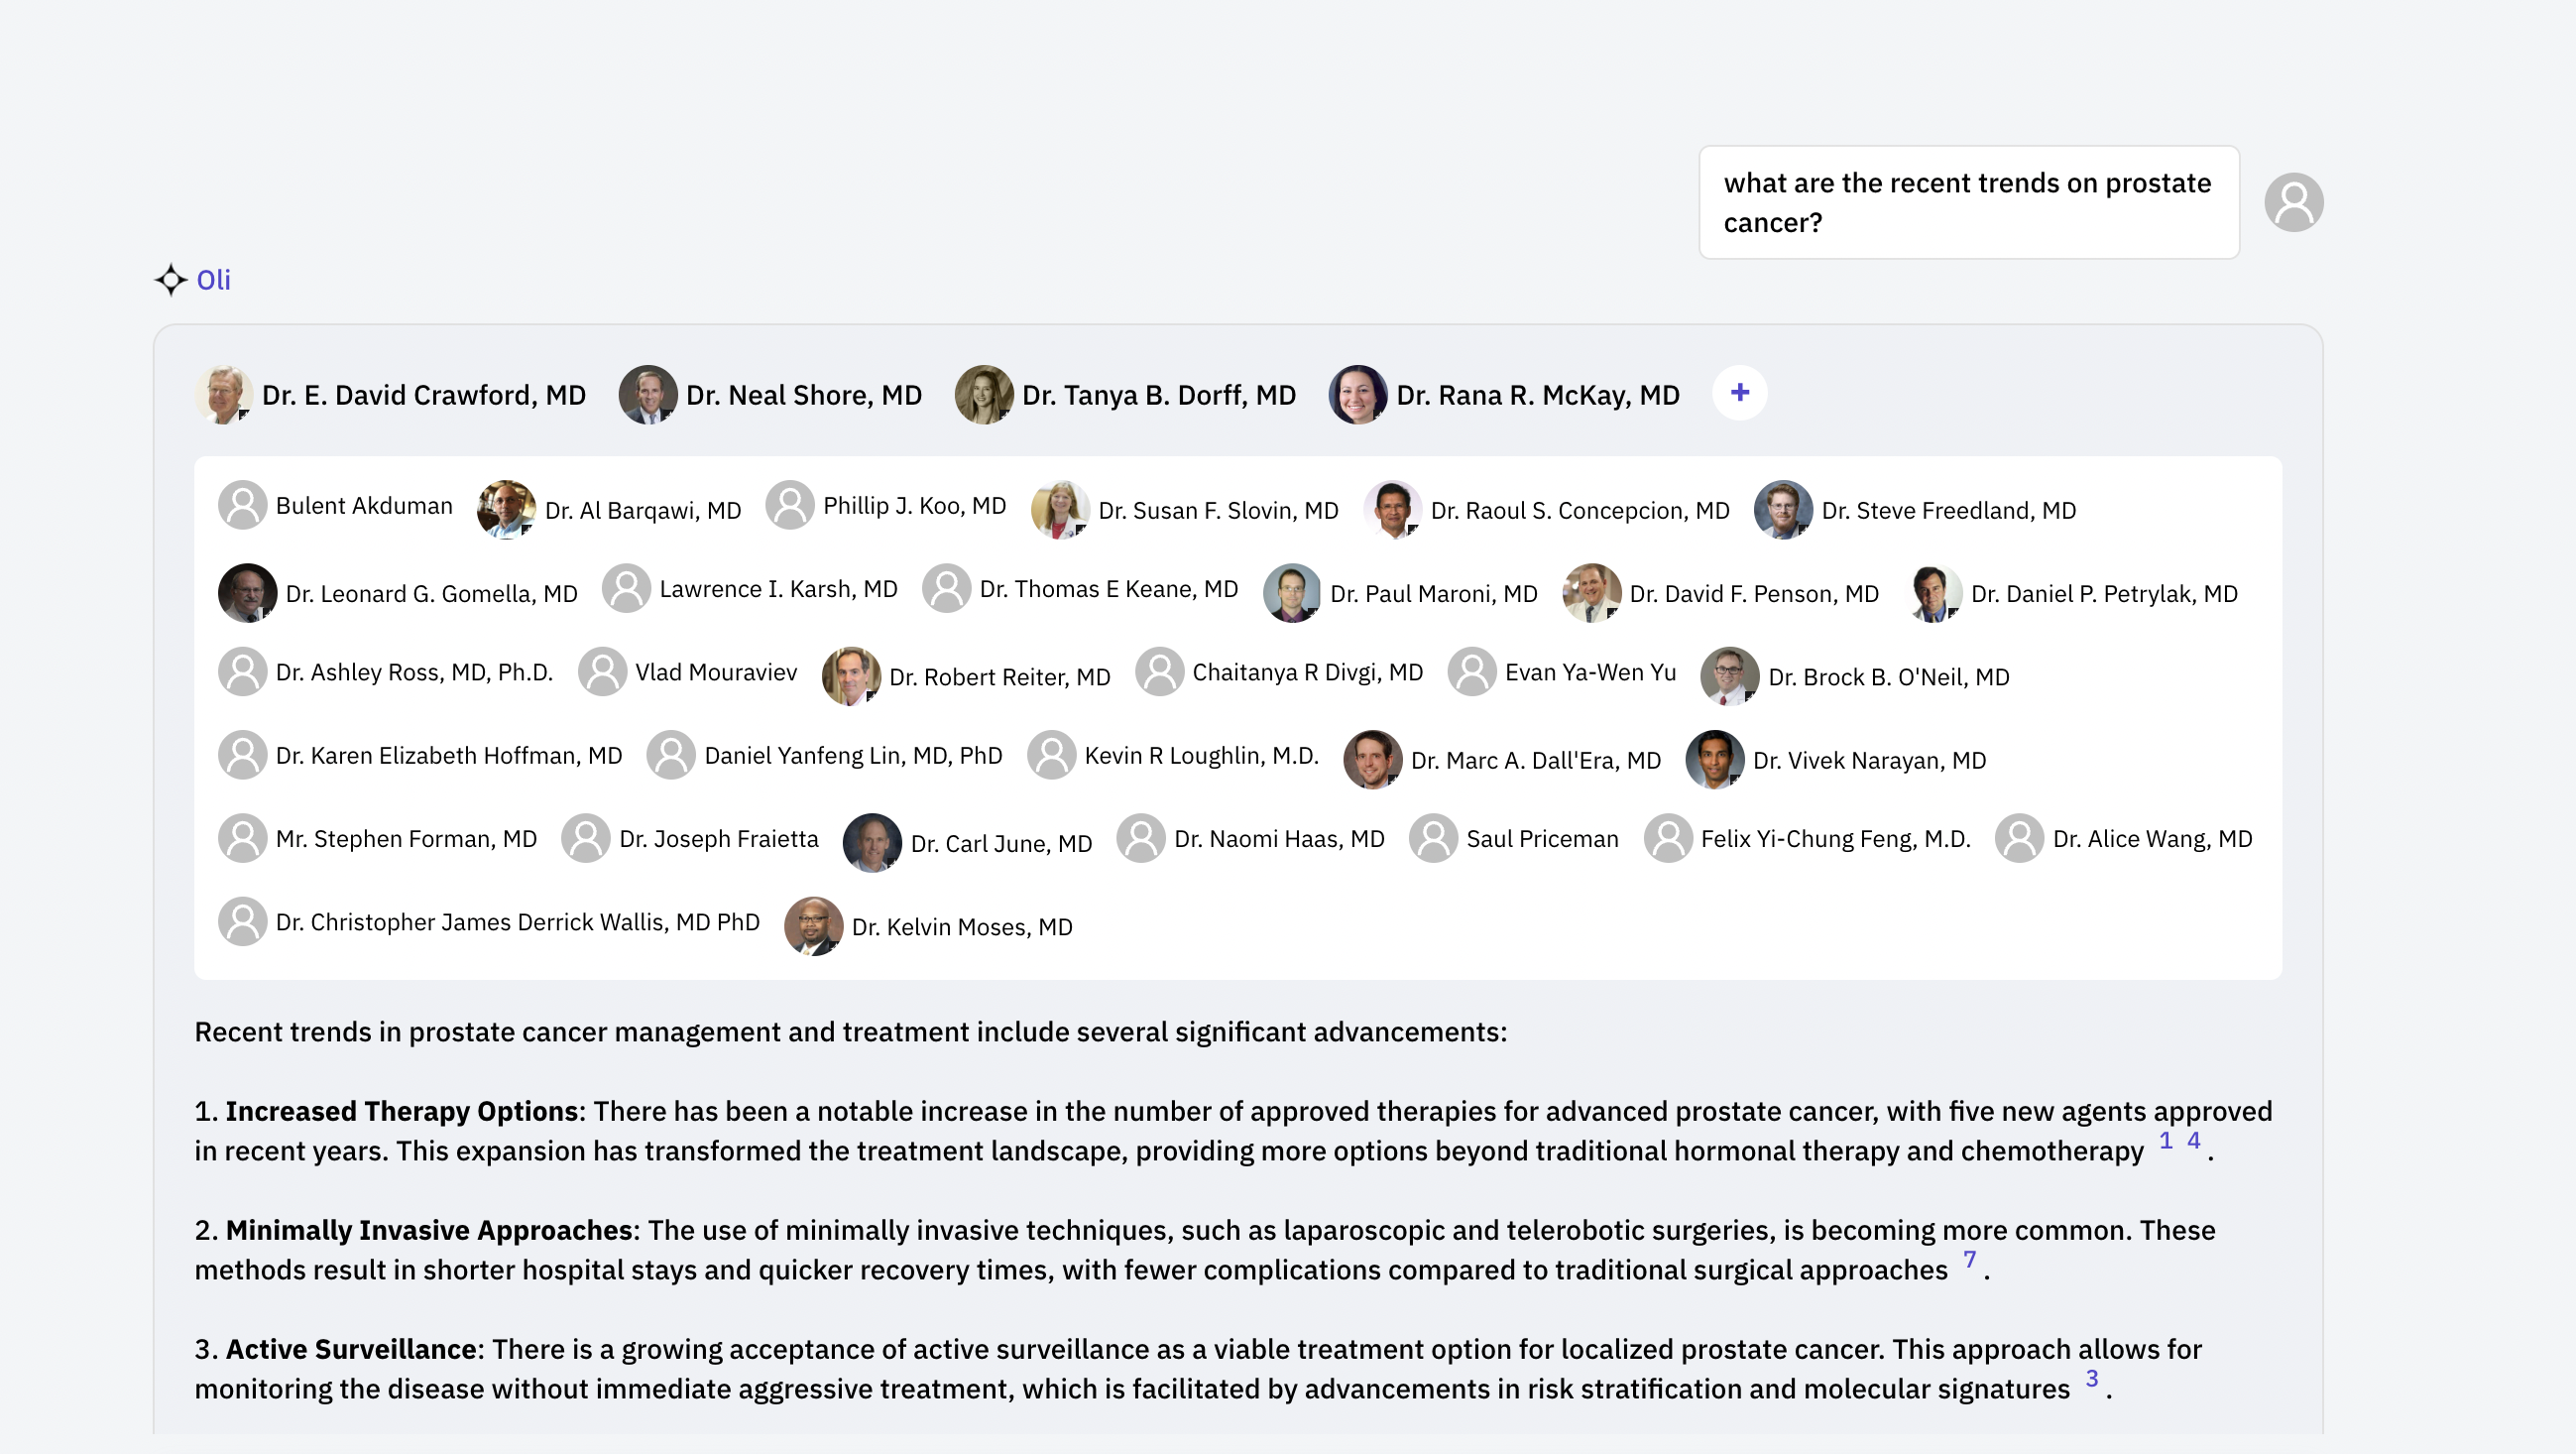 what are the recent trends on prostate
cancer?
Oli
Dr. E. David Crawford, MD Dr. Neal Shore, MD Dr. Tanya B. Dorff, MD Dr. Rana R. McKay, MD +
Bulent Akduman Dr. Al Barqawi, MD Phillip J. Koo, MD Dr. Susan F. Slovin, MD Dr. Raoul S. Concepcion, MD Dr. Steve Freedland, MD
Dr. Leonard G. Gomella, MD Lawrence I. Karsh, MD Dr. Thomas E Keane, MD Dr. Paul Maroni, MD Dr. David F. Penson, MD Dr. Daniel P. Petrylak, MD
Dr. Ashley Ross, MD, Ph.D. Vlad Mouraviev Dr. Robert Reiter, MD Chaitanya R Divgi, MD Evan Ya-Wen Yu Dr. Brock B. O'Neil, MD
Dr. Karen Elizabeth Hoffman, MD Daniel Yanfeng Lin, MD, PhD Kevin R Loughlin, M.D. Dr. Marc A. Dall'Era, MD Dr. Vivek Narayan, MD
Mr. Stephen Forman, MD Dr. Joseph Fraietta Dr. Carl June, MD Dr. Naomi Haas, MD Saul Priceman Felix Yi-Chung Feng, M.D. Dr. Alice Wang, MD
Dr. Christopher James Derrick Wallis, MD PhD Dr. Kelvin Moses, MD
Recent trends in prostate cancer management and treatment include several significant advancements:
1. Increased Therapy Options: There has been a notable increase in the number of approved therapies for advanced prostate cancer, with five new agents approved
in recent years. This expansion has transformed the treatment landscape, providing more options beyond traditional hormonal therapy and chemotherapy 1 4 .
2. Minimally Invasive Approaches: The use of minimally invasive techniques, such as laparoscopic and telerobotic surgeries, is becoming more common. These
methods result in shorter hospital stays and quicker recovery times, with fewer complications compared to traditional surgical approaches 7 .
3. Active Surveillance: There is a growing acceptance of active surveillance as a viable treatment option for localized prostate cancer. This approach allows for
monitoring the disease without immediate aggressive treatment, which is facilitated by advancements in risk stratification and molecular signatures 3 .